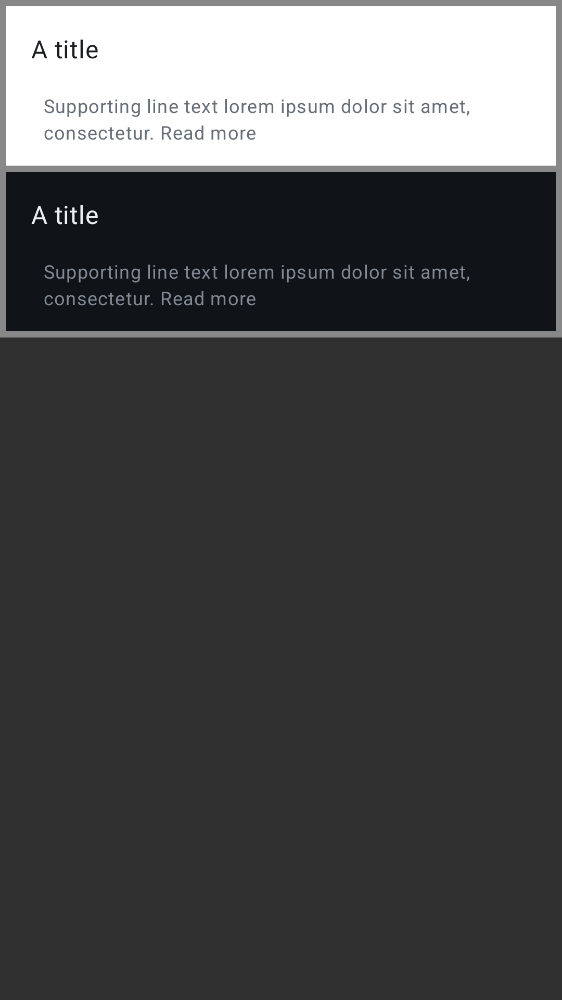 A title
Supporting line text lorem ipsum dolor sit amet,
consectetur. Read more
A title
Supporting line text lorem ipsum dolor sit amet,
consectetur. Read more